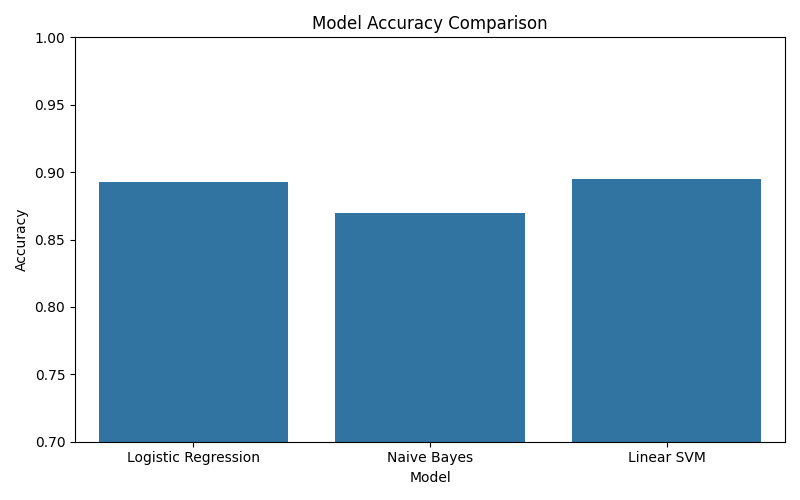 Model Accuracy Comparison
1.00
0.95
0.90
0.85
0.80
0.75
0.70
Accuracy
Logistic Regression
Naive Bayes
Linear SVM
Model